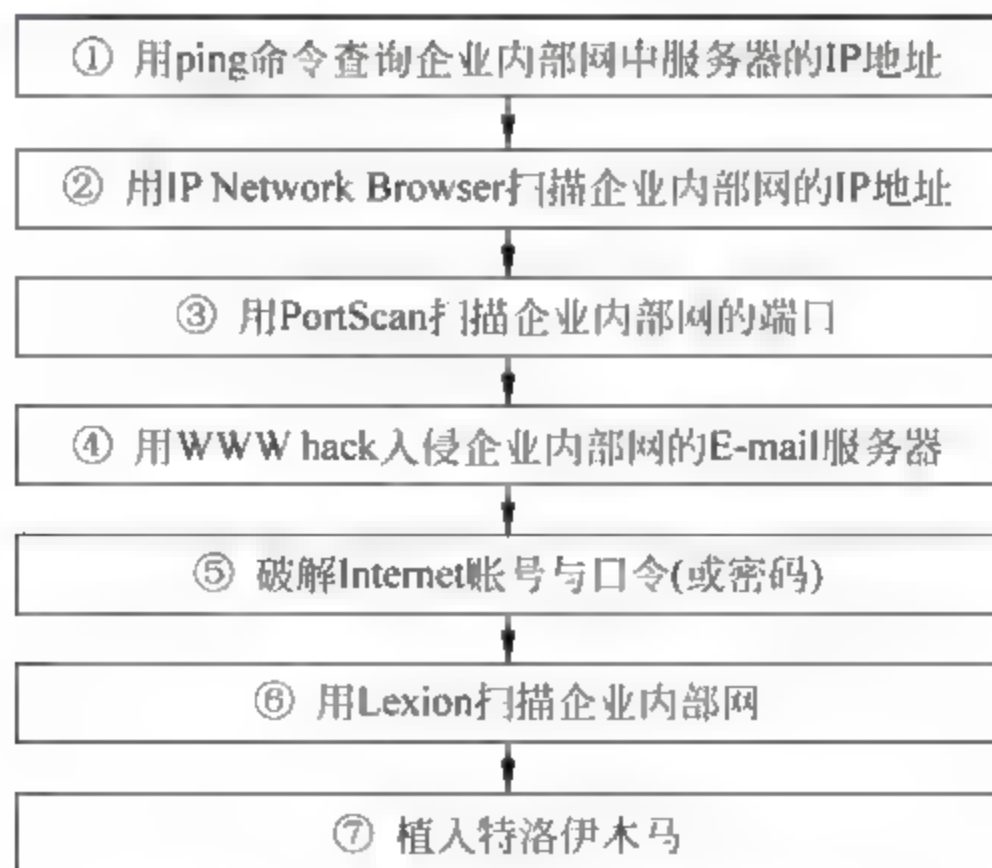 ① 用ping命令查询企业内部网中服务器的IP地址
② 用IP Network Browser扫描企业内部网的IP地址
③ 用PortScan扫描企业内部网的端口
④ 用WWW hack入侵企业内部网的E-mail服务器
⑤ 破解Internet账号与口令(或密码)
⑥ 用Lexion扫描企业内部网
⑦ 植入特洛伊木马